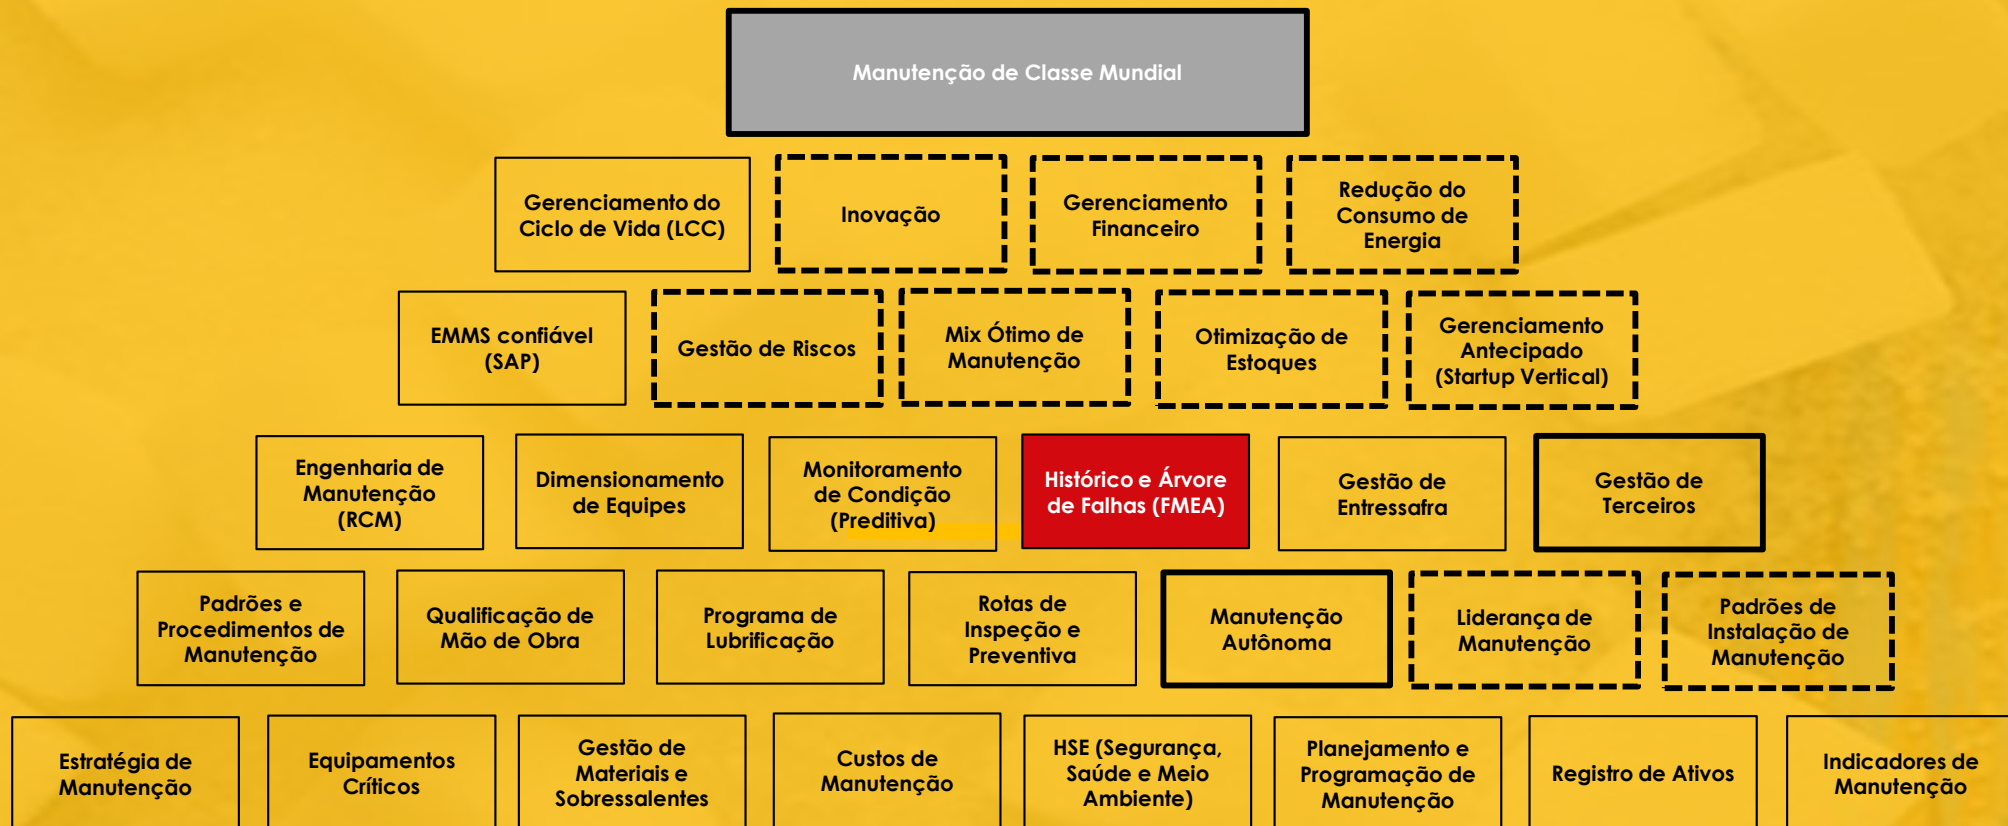 Manutenção de Classe Mundial
Gerenciamento do
Ciclo de Vida (LCC)
Inovação
Gerenciamento
Financeiro
Redução do
Consumo de
Energia
EMMS confiável
(SAP)
Gestão de Riscos
Mix Ótimo de
Manutenção
Otimização de
Estoques
Gerenciamento
Antecipado
(Startup Vertical)
Engenharia de
Manutenção
(RCM)
Dimensionamento
de Equipes
Monitoramento
de Condição
(Preditiva)
Histórico e Árvore
de Falhas (FMEA)
Gestão de
Entressafra
Gestão de
Terceiros
Padrões e
Procedimentos de
Manutenção
Qualificação de
Mão de Obra
Programa de
Lubrificação
Rotas de
Inspeção e
Preventiva
Manutenção
Autônoma
Liderança de
Manutenção
Padrões de
Instalação de
Manutenção
Estratégia de
Manutenção
Equipamentos
Críticos
Gestão de
Materiais e
Sobressalentes
Custos de
Manutenção
HSE (Segurança,
Saúde e Meio
Ambiente)
Planejamento e
Programação de
Manutenção
Registro de Ativos
Indicadores de
Manutenção